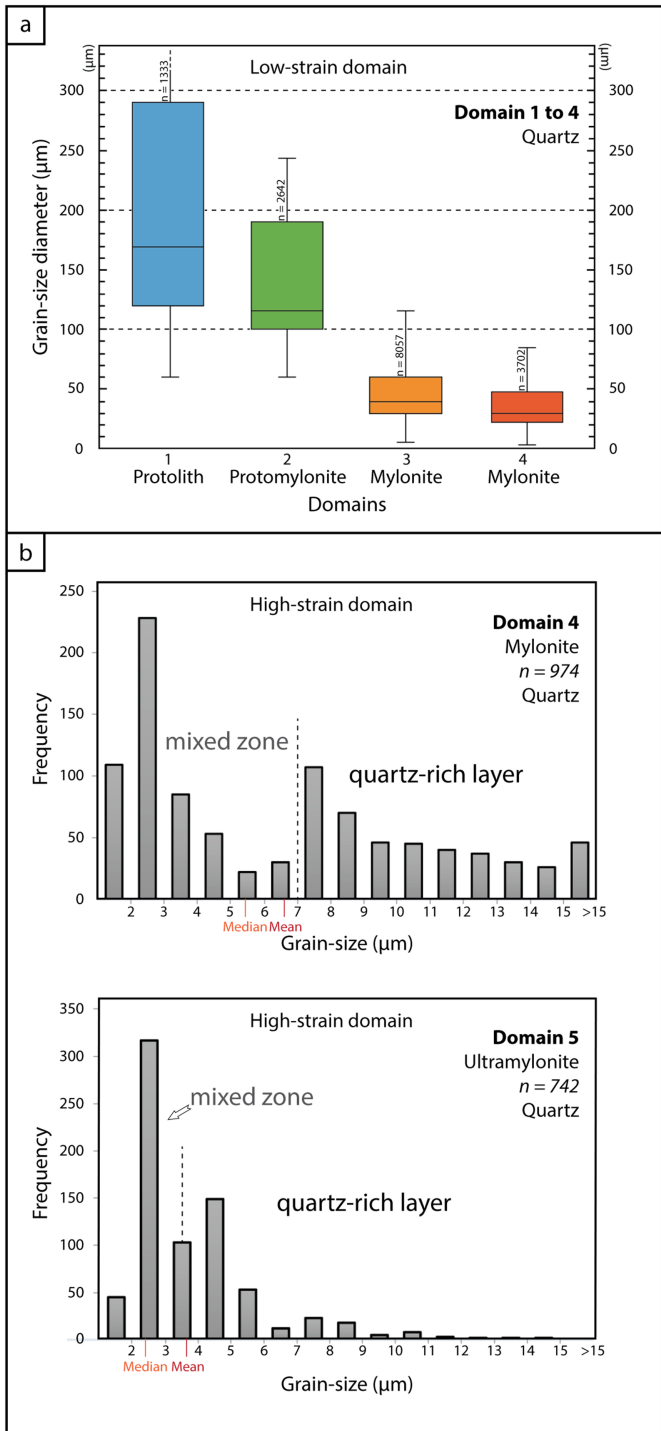 a
(µm)
(µm)
Low-strain domain
Domain 1 to 4
Quartz
n = 1333
n = 2642
n = 8057
n = 3702
Grain-size diameter (µm)
300
250
200
150
100
50
0
300
250
200
150
100
50
0
1 2 3 4
Protolith Protomylonite Mylonite Mylonite
Domains
b
High-strain domain
Domain 4
Mylonite
n = 974
Quartz
mixed zone
quartz-rich layer
Frequency
250
200
150
100
50
0
2 3 4 5 6 7 8 9 10 11 12 13 14 15 >15
Median Mean
Grain-size (µm)
High-strain domain
Domain 5
Ultramylonite
n = 742
Quartz
mixed zone
quartz-rich layer
Frequency
350
300
250
200
150
100
50
0
2 3 4 5 6 7 8 9 10 11 12 13 14 15 >15
Median Mean
Grain-size (µm)